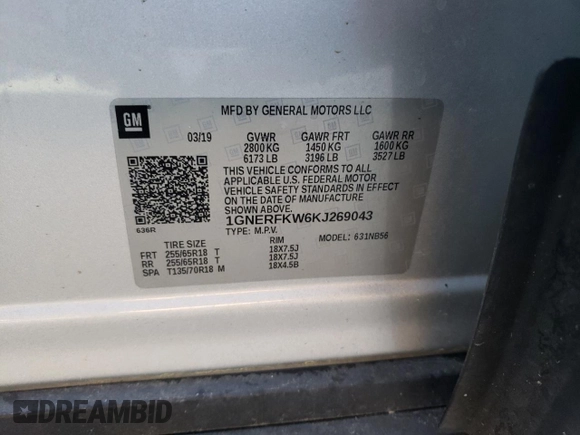 GM
MFD BY GENERAL MOTORS LLC
03/19 GVWR GAWR FRT GAWR RR
2800 KG 1450 KG 1600 KG
6173 LB 3196 LB 3527 LB
THIS VEHICLE CONFORMS TO ALL
APPLICABLE U.S. FEDERAL MOTOR
VEHICLE SAFETY STANDARDS IN EFFECT
ON THE DATE OF MANUFACTURE
SHOWN ABOVE.
1GNERFKW6KJ269043
636R
TYPE: M.P.V. MODEL: 631NB56
TIRE SIZE RIM
FRT 255/65R18 T 18X7.5J
RR 255/65R18 T 18X7.5J
SPA T135/70R18 M 18X4.5B
DREAMBID